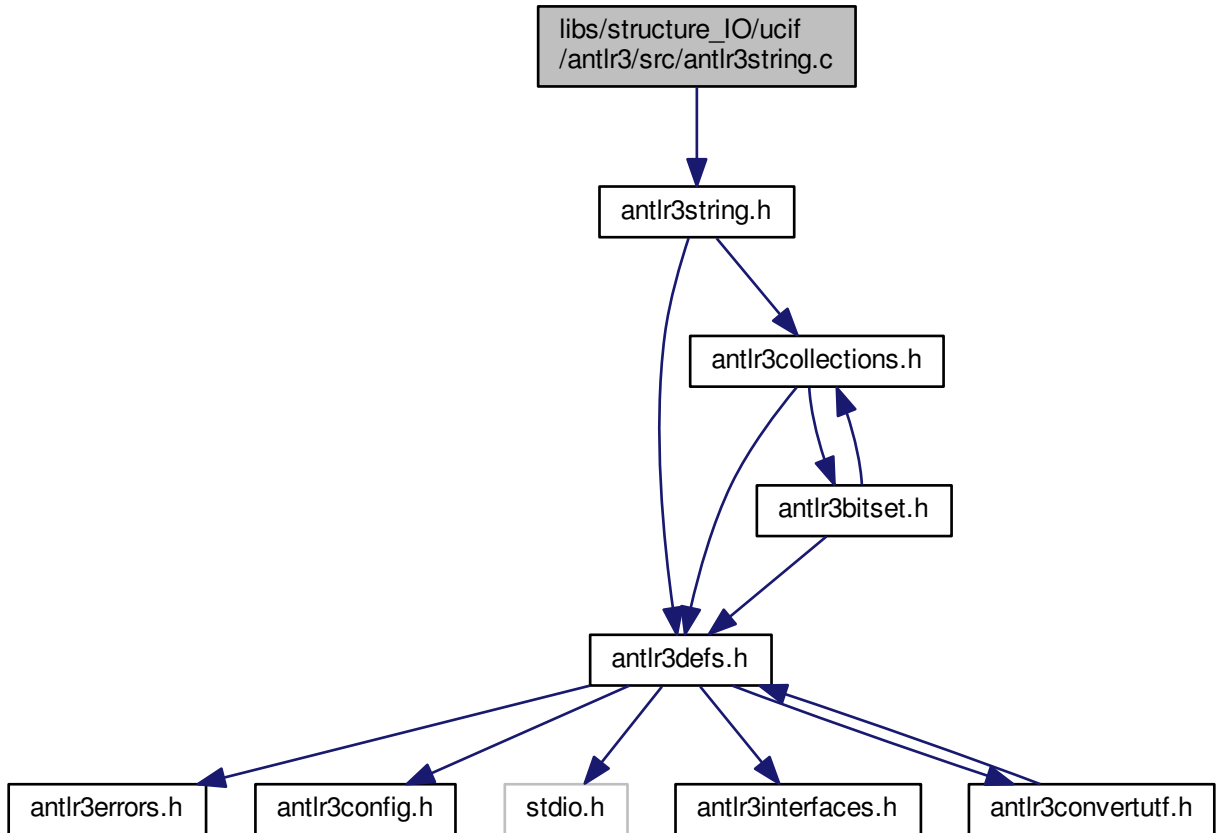 libs/structure_IO/ucif
/antlr3/src/antlr3string.c
antlr3string.h
antlr3collections.h
antlr3bitset.h
antlr3defs.h
antlr3errors.h
antlr3config.h
stdio.h
antlr3interfaces.h
antlr3convertutf.h